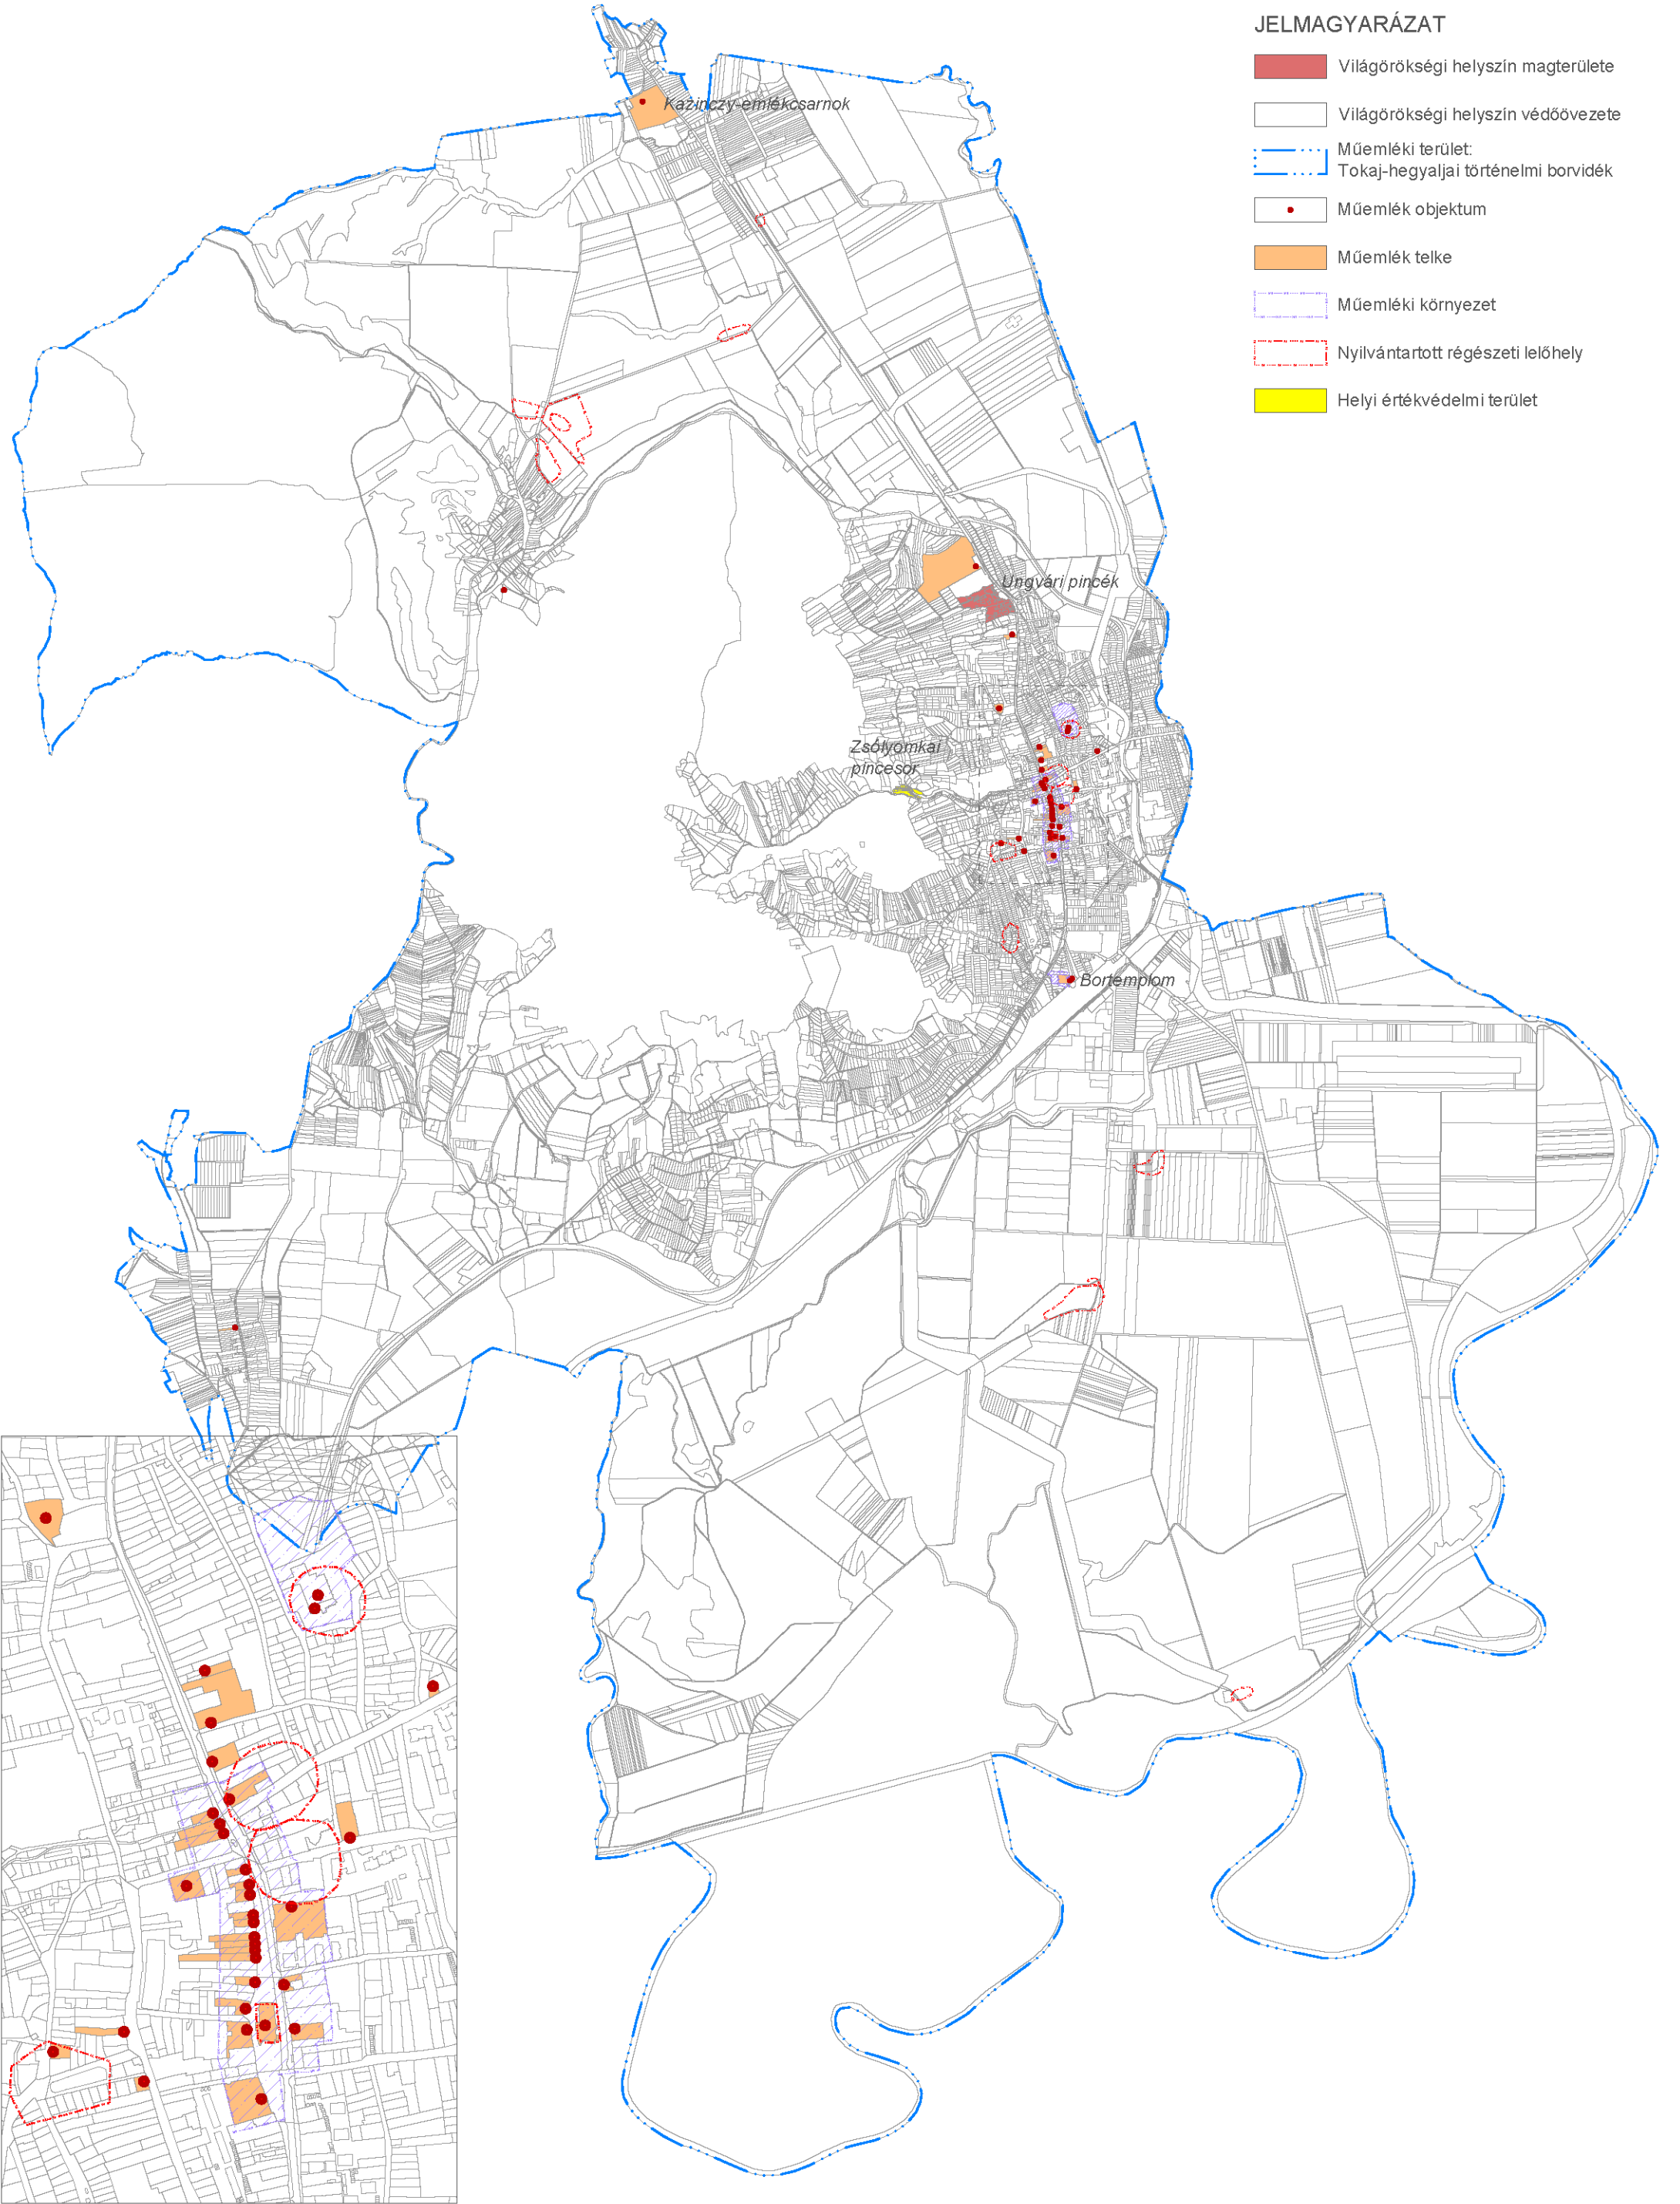 JELMAGYARÁZAT
Világörökségi helyszín magterülete
Világörökségi helyszín védőövezete
Műemléki terület:
Tokaj-hegyaljai történelmi borvidék
Műemlék objektum
Műemlék telke
Műemléki környezet
Nyilvántartott régészeti lelőhely
Helyi értékvédelmi terület
Kazinczy-emlékcsarnok
Ungvári pincék
Zsólyomkai
pincesor
Bortemplom